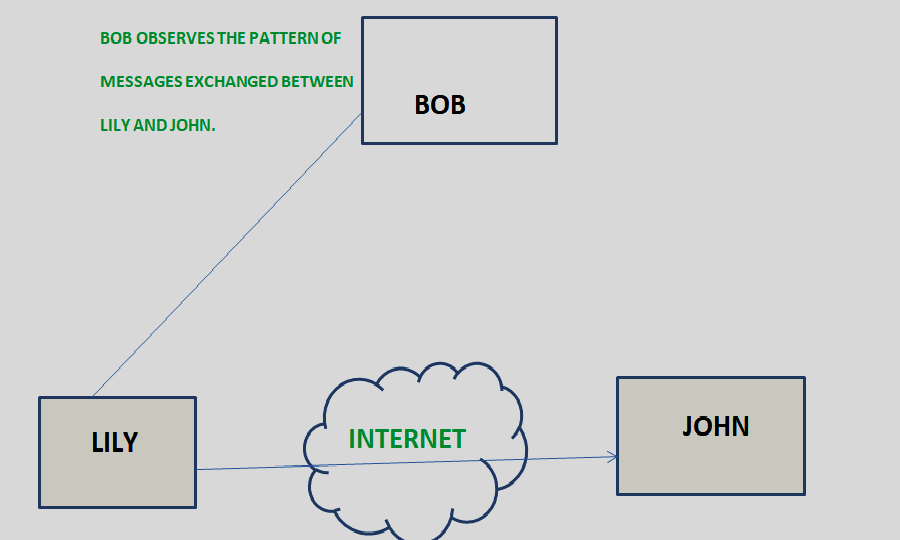 BOB OBSERVES THE PATTERN OF
MESSAGES EXCHANGED BETWEEN
LILY AND JOHN.
BOB
LILY
INTERNET
JOHN